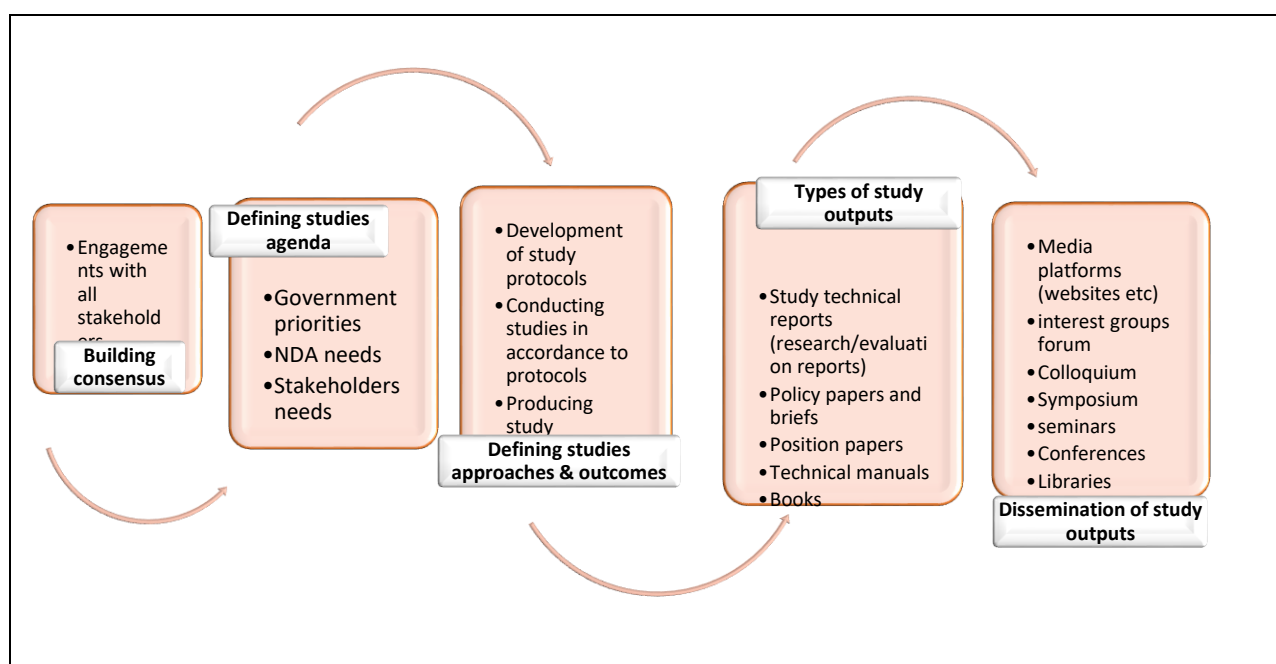 • Engageme
nts with
all
stakehold
ers
Building
consensus
Defining studies
agenda
•Government
priorities
•NDA needs
•Stakeholders
needs
•Development
of study
protocols
•Conducting
studies in
accordance to
protocols
•Producing
study
Defining studies
approaches & outcomes
Types of study
outputs
•Study technical
reports
(research/evaluati
on reports)
•Policy papers and
briefs
•Position papers
•Technical manuals
•Books
• Media
platforms
(websites etc)
• interest groups
forum
• Colloquium
• Symposium
• seminars
• Conferences
• Libraries
Dissemination of study
outputs